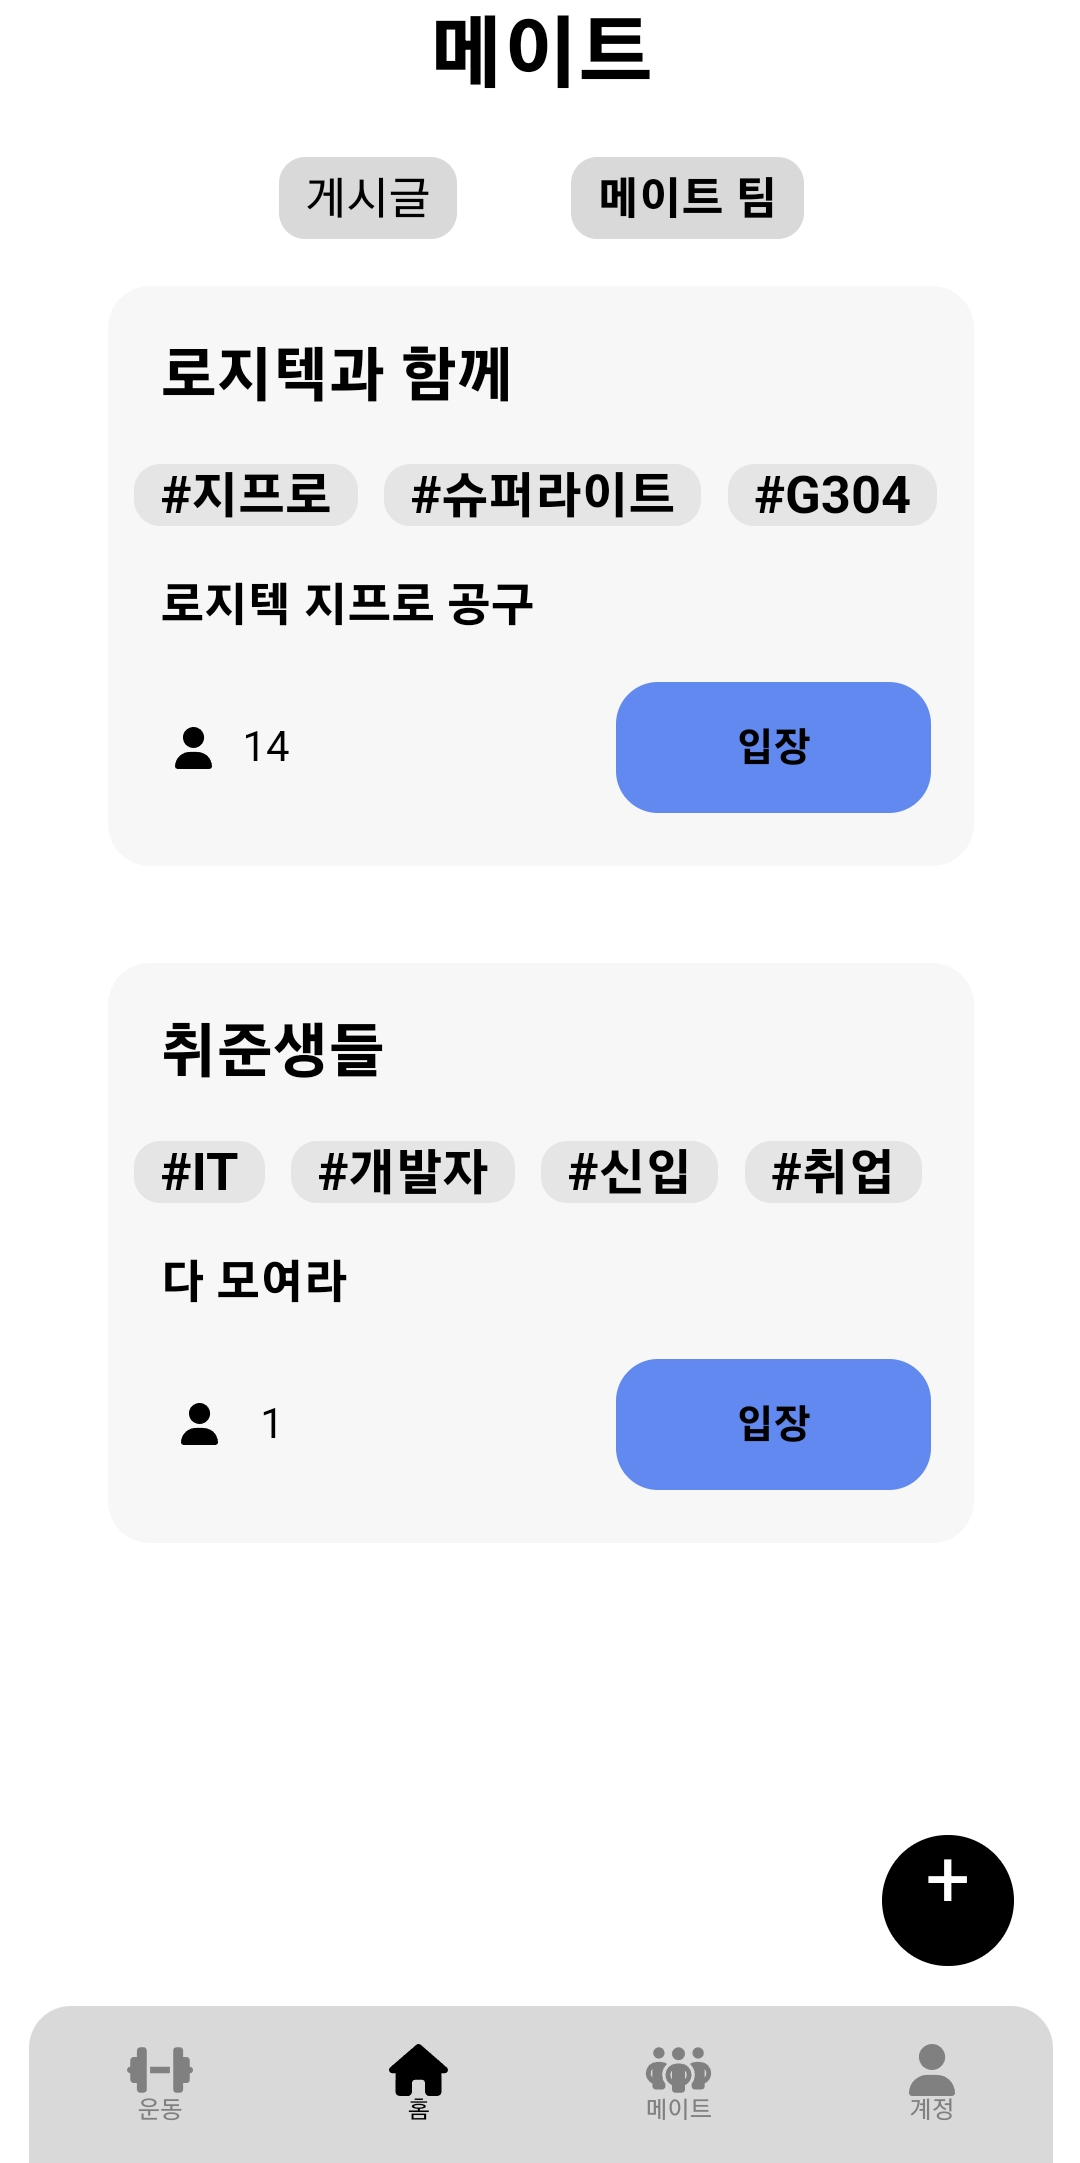 메이트
게시글 메이트 팀
로지텍과 함께
#지프로 #슈퍼라이트 #G304
로지텍 지프로 공구
14 입장
취준생들
#IT #개발자 #신입 #취업
다 모여라
1 입장
+
운동 홈 메이트 계정